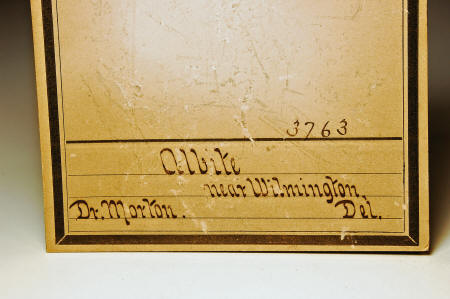 3763
Albite
near Wilmington,
Dr. Morton. Del.